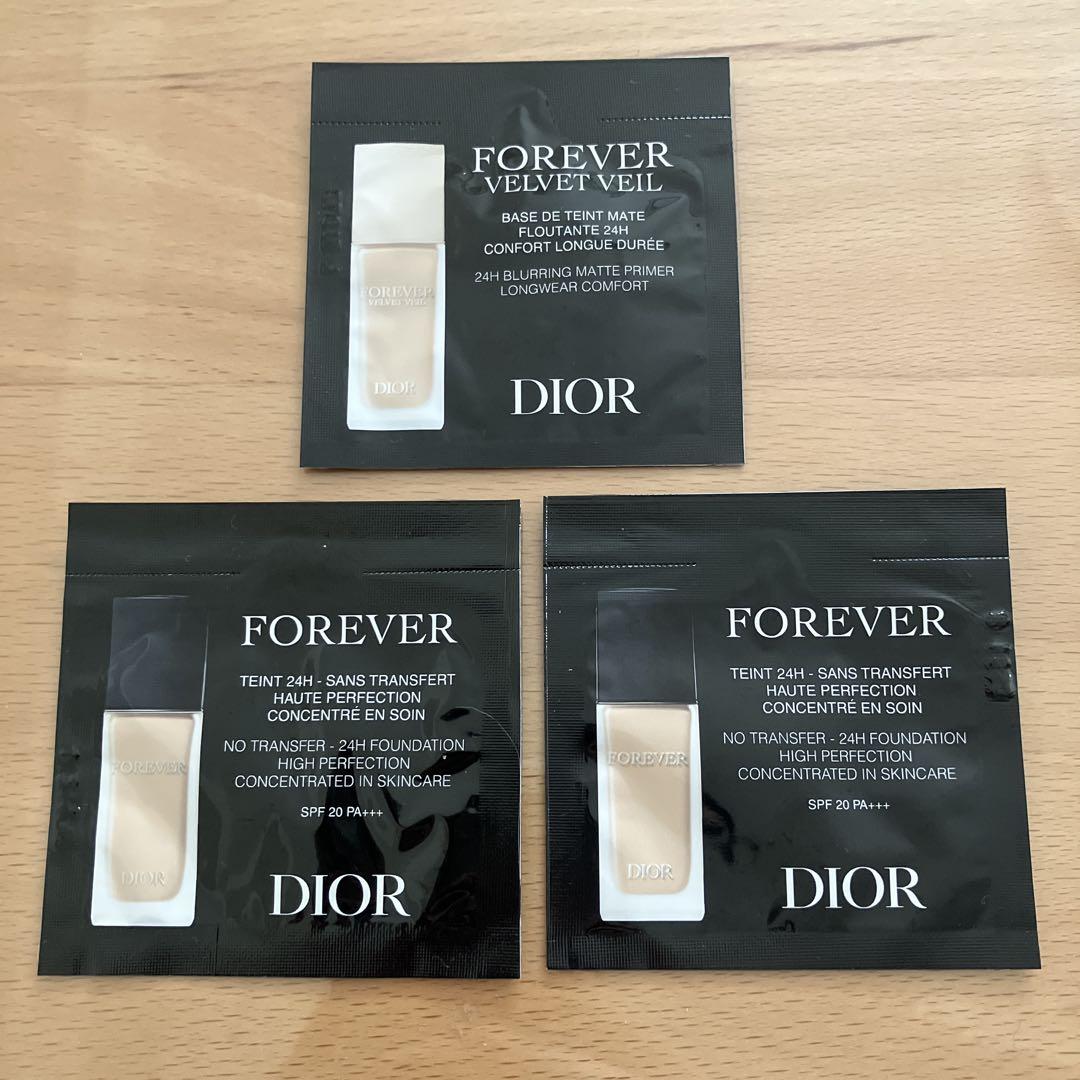 FOREVER
VELVET VEIL
BASE DE TEINT MATE
FLOUTANTE 24H
CONFORT LONGUE DURÉE
24H BLURRING MATTE PRIMER
LONGWEAR COMFORT
DIOR
FOREVER
VELVET VEIL
DIOR
FOREVER
TEINT 24H - SANS TRANSFERT
HAUTE PERFECTION
CONCENTRÉ EN SOIN
NO TRANSFER - 24H FOUNDATION
HIGH PERFECTION
CONCENTRATED IN SKINCARE
SPF 20 PA+++
DIOR
FOREVER
DIOR
FOREVER
TEINT 24H - SANS TRANSFERT
HAUTE PERFECTION
CONCENTRÉ EN SOIN
NO TRANSFER - 24H FOUNDATION
HIGH PERFECTION
CONCENTRATED IN SKINCARE
SPF 20 PA+++
DIOR
FOREVER
DIOR